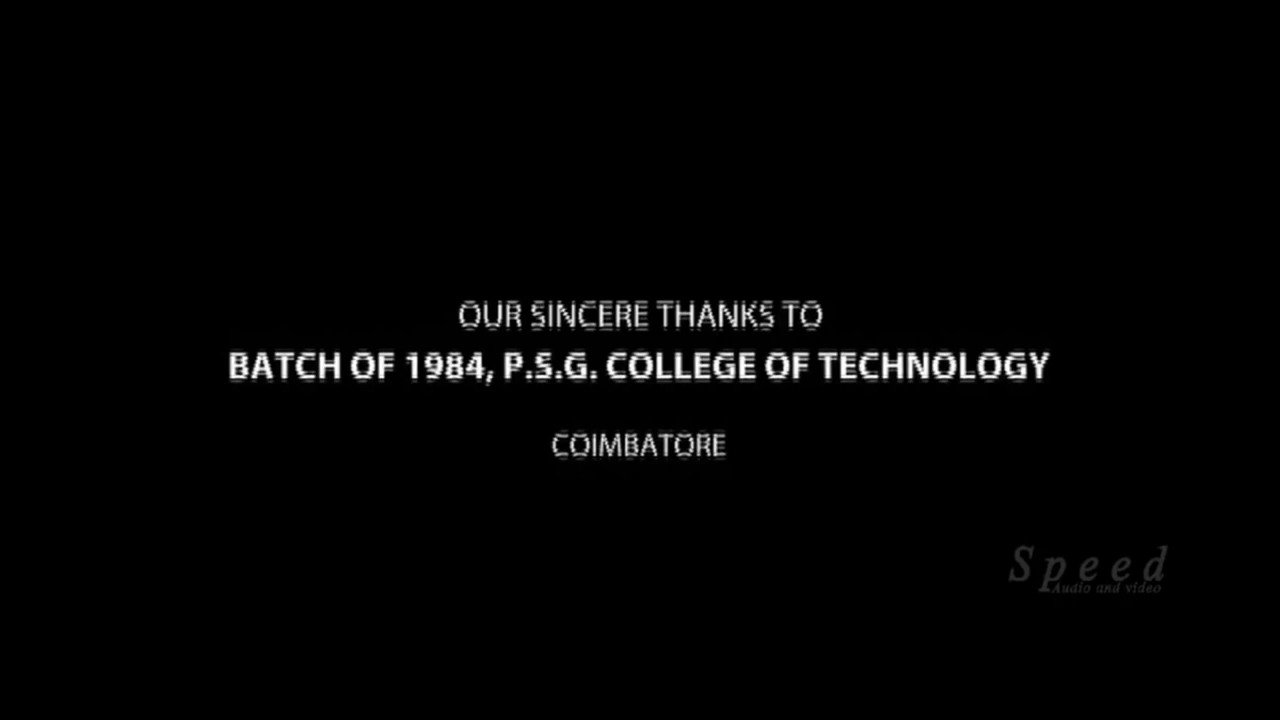 OUR SINCERE THANKS TO
BATCH OF 1984, P.S.G. COLLEGE OF TECHNOLOGY
COIMBATORE
Speed
Audio and video